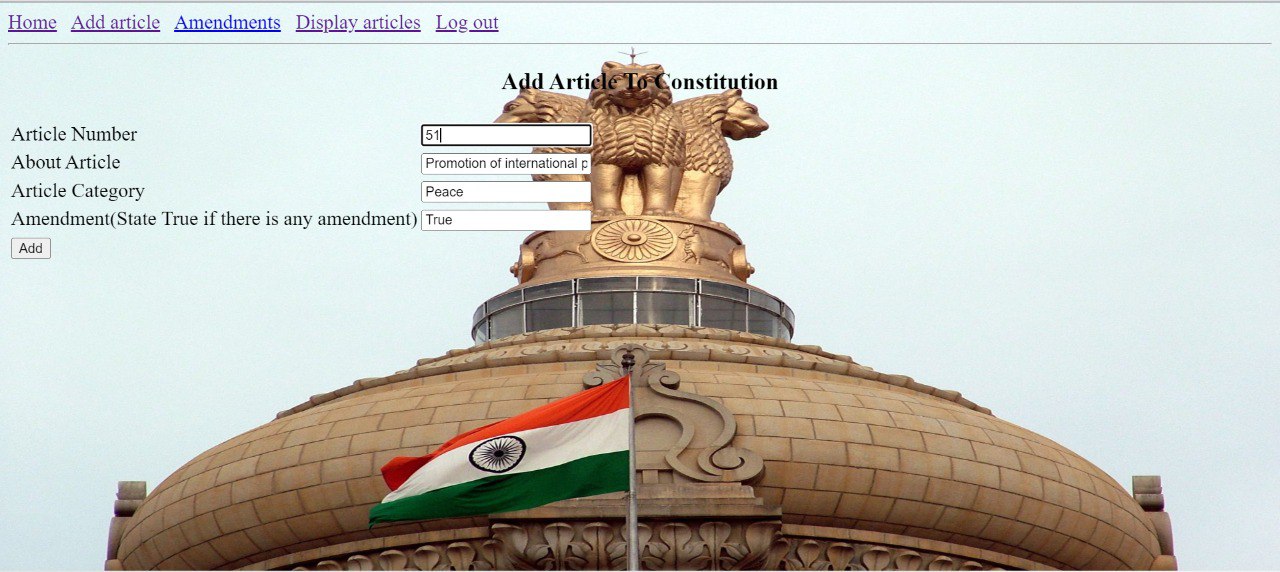 Home Add article Amendments Display articles Log out
Add Article To Constitution
Article Number 51
About Article Promotion of international p
Article Category Peace
Amendment(State True if there is any amendment) True
Add